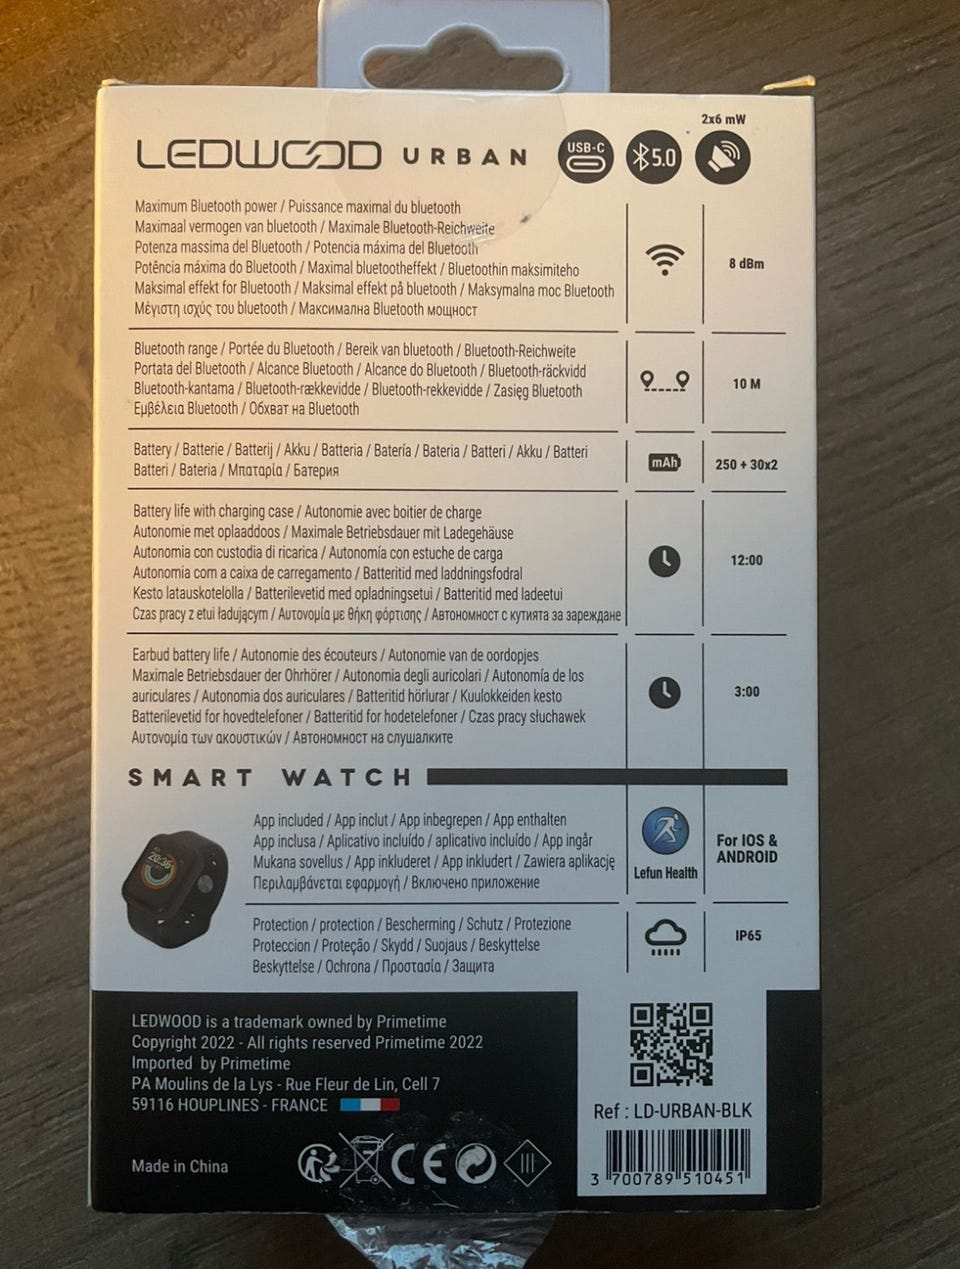 2x6 mW
LEDWOOD URBAN USB-C 5.0
Maximum Bluetooth power / Puissance maximal du bluetooth
Maximaal vermogen van bluetooth / Maximale Bluetooth-Reichweite
Potenza massima del Bluetooth / Potencia máxima del Bluetooth
Potência máxima do Bluetooth / Maximal bluetootheffekt / Bluetoothin maksimiteho
Maksimal effekt for Bluetooth / Maksimal effekt på bluetooth / Maksymalna moc Bluetooth
Μέγιστη ισχύς του bluetooth / Максимална Bluetooth мощност
8 dBm
Bluetooth range / Portée du Bluetooth / Bereik van bluetooth / Bluetooth-Reichweite
Portata del Bluetooth / Alcance Bluetooth / Alcance do Bluetooth / Bluetooth-räckvidd
Bluetooth-kantama / Bluetooth-rækkevidde / Bluetooth-rekkevidde / Zasięg Bluetooth
Εμβέλεια Bluetooth / Обхват на Bluetooth
10 M
Battery / Batterie / Batterij / Akku / Batteria / Batería / Bateria / Batteri / Akku / Batteri
Batteri / Bateria / Μπαταρία / Батерия
mAh
250 + 30x2
Battery life with charging case / Autonomie avec boitier de charge
Autonomie met oplaaddoos / Maximale Betriebsdauer mit Ladegehäuse
Autonomia con custodia di ricarica / Autonomía con estuche de carga
Autonomia com a caixa de carregamento / Batteritid med laddningsfodral
Kesto latauskotelolla / Batterilevetid med opladningsetui / Batteritid med ladeetui
Czas pracy z etui ładującym / Αυτονομία με θήκη φόρτισης / Автономност с кутията за зареждане
12:00
Earbud battery life / Autonomie des écouteurs / Autonomie van de oordopjes
Maximale Betriebsdauer der Ohrhörer / Autonomia degli auricolari / Autonomía de los
auriculares / Autonomia dos auriculares / Batteritid hörlurar / Kuulokkeiden kesto
Batterilevetid for hovedtelefoner / Batteritid for hodetelefoner / Czas pracy słuchawek
Αυτονομία των ακουστικών / Автономност на слушалките
3:00
SMART WATCH
20:36
App included / App inclut / App inbegrepen / App enthalten
App inclusa / Aplicativo incluído / aplicativo incluído / App ingår
Mukana sovellus / App inkluderet / App inkludert / Zawiera aplikację
Περιλαμβάνεται εφαρμογή / Включено приложение
Lefun Health
For IOS &
ANDROID
Protection / protection / Bescherming / Schutz / Protezione
Proteccion / Proteção / Skydd / Suojaus / Beskyttelse
Beskyttelse / Ochrona / Προστασία / Защита
IP65
LEDWOOD is a trademark owned by Primetime
Copyright 2022 - All rights reserved Primetime 2022
Imported by Primetime
PA Moulins de la Lys - Rue Fleur de Lin, Cell 7
59116 HOUPLINES - FRANCE
Made in China
CE
Ref : LD-URBAN-BLK
3 700789 510451